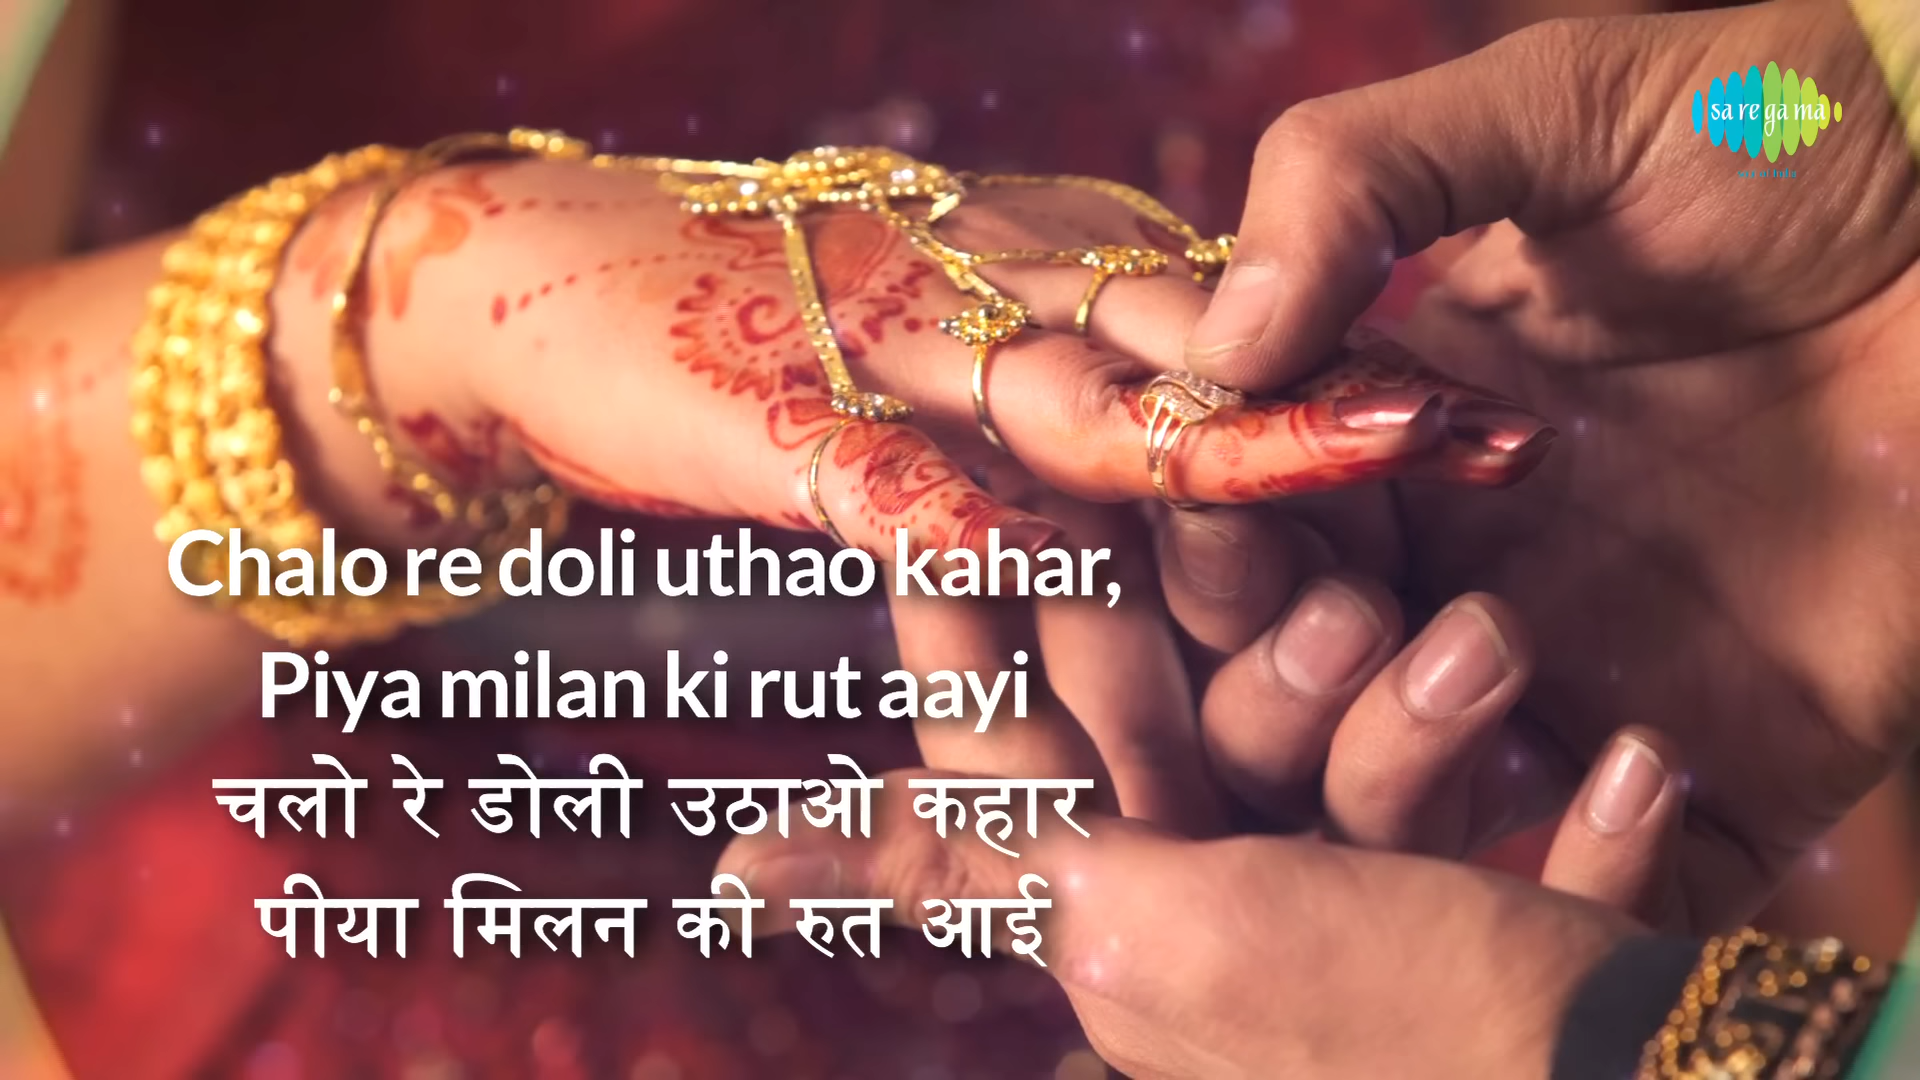 sa re ga ma
Chalo re doli uthao kahar,
Piya milan ki rut aayi
चलो रे डोली उठाओ कहार
पीया मिलन की रुत आई